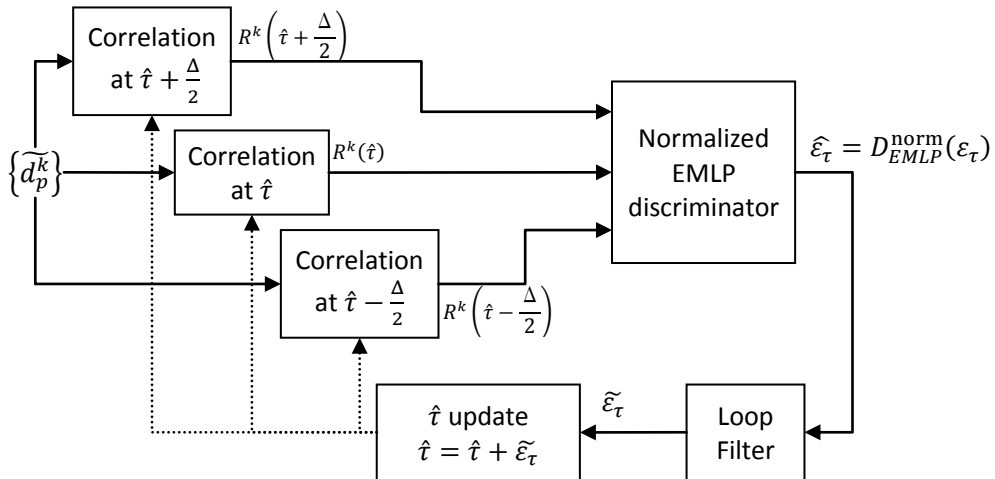 Correlation
at τ̂ + Δ/2
R^k(τ̂ + Δ/2)
{d̃_p^k}
Correlation
at τ̂
R^k(τ̂)
Correlation
at τ̂ − Δ/2
R^k(τ̂ − Δ/2)
Normalized
EMLP
discriminator
ε̂_τ = D_EMLP^norm(ε_τ)
τ̂ update
τ̂ = τ̂ + ε̃_τ
ε̃_τ
Loop
Filter